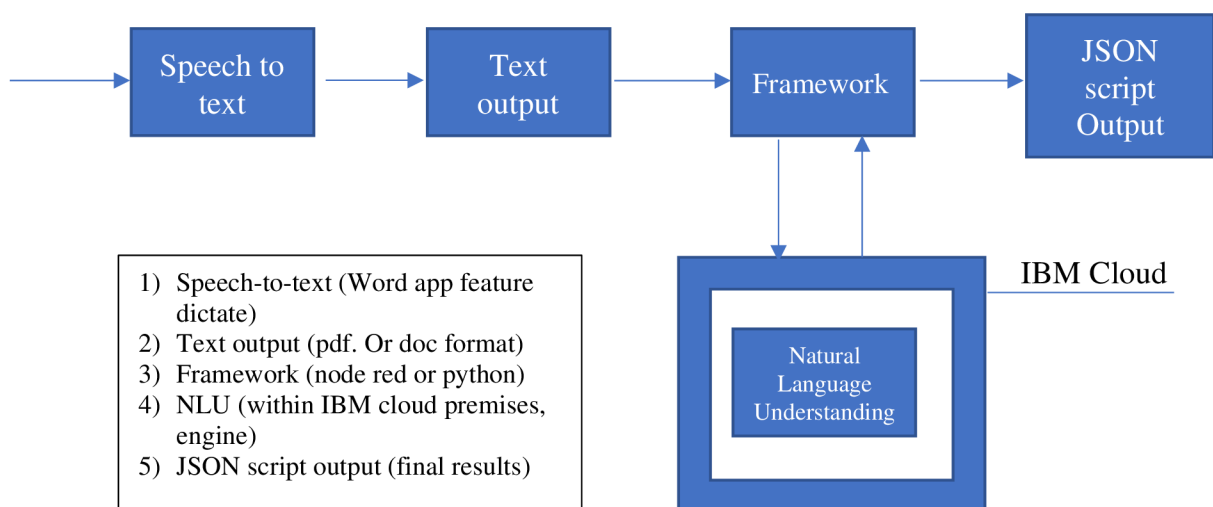 Speech to
text
Text
output
Framework
JSON
script
Output
IBM Cloud
Natural
Language
Understanding
1) Speech-to-text (Word app feature
dictate)
2) Text output (pdf. Or doc format)
3) Framework (node red or python)
4) NLU (within IBM cloud premises,
engine)
5) JSON script output (final results)